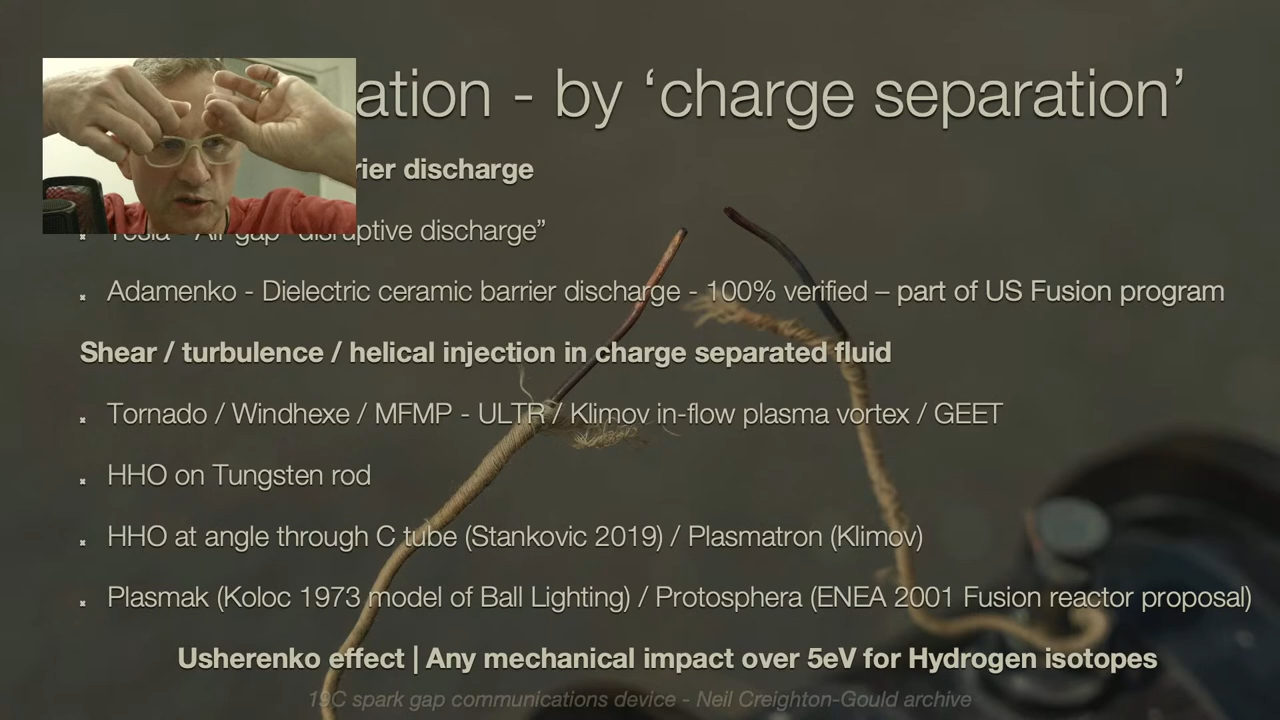 ation - by ‘charge separation’
rier discharge
Tesla - Air gap “disruptive discharge”
Adamenko - Dielectric ceramic barrier discharge - 100% verified – part of US Fusion program
Shear / turbulence / helical injection in charge separated fluid
Tornado / Windhexe / MFMP - ULTR / Klimov in-flow plasma vortex / GEET
HHO on Tungsten rod
HHO at angle through C tube (Stankovic 2019) / Plasmatron (Klimov)
Plasmak (Koloc 1973 model of Ball Lighting) / Protosphera (ENEA 2001 Fusion reactor proposal)
Usherenko effect | Any mechanical impact over 5eV for Hydrogen isotopes
19C spark gap communications device - Neil Creighton-Gould archive